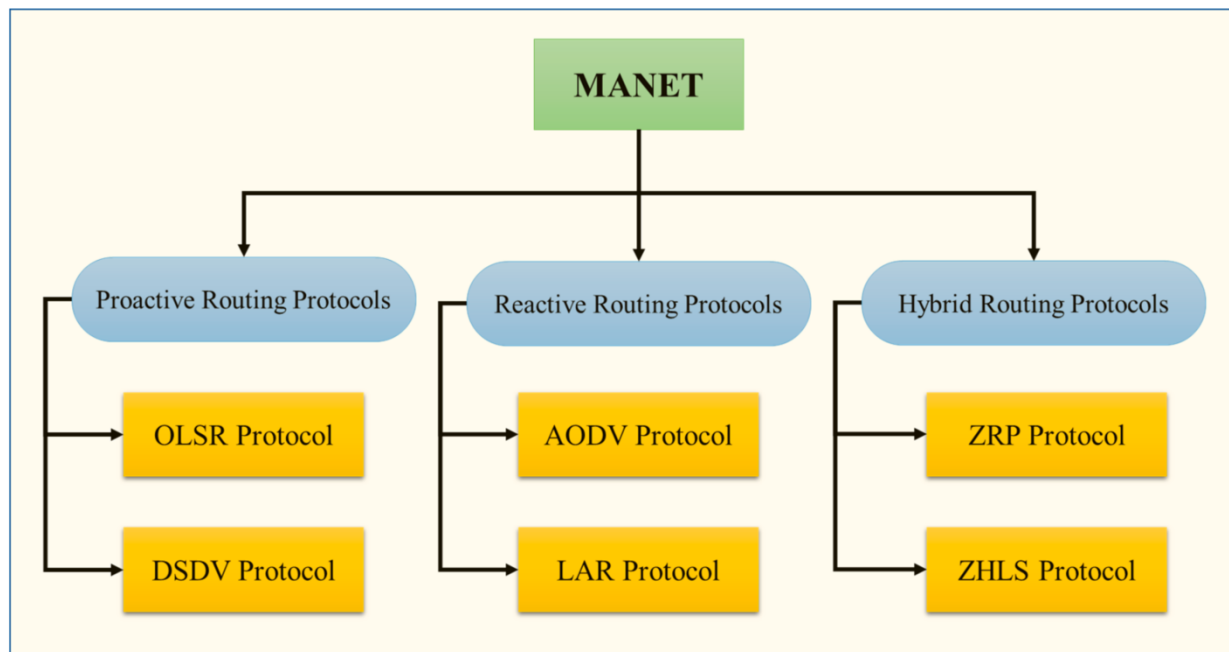 MANET
Proactive Routing Protocols
Reactive Routing Protocols
Hybrid Routing Protocols
OLSR Protocol
AODV Protocol
ZRP Protocol
DSDV Protocol
LAR Protocol
ZHLS Protocol